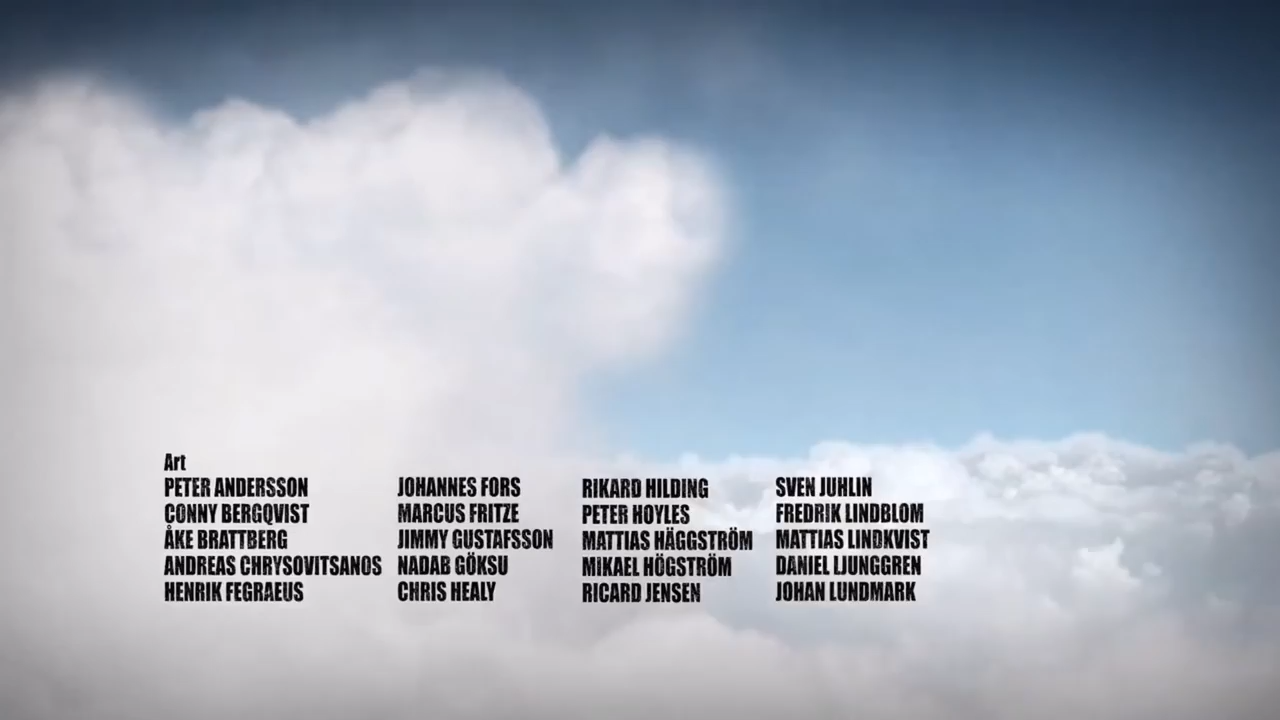 Art
PETER ANDERSSON
CONNY BERGQVIST
ÅKE BRATTBERG
ANDREAS CHRYSOVITSANOS
HENRIK FEGRAEUS
JOHANNES FORS
MARCUS FRITZE
JIMMY GUSTAFSSON
NADAB GÖKSU
CHRIS HEALY
RIKARD HILDING
PETER HOYLES
MATTIAS HÄGGSTRÖM
MIKAEL HÖGSTRÖM
RICARD JENSEN
SVEN JUHLIN
FREDRIK LINDBLOM
MATTIAS LINDKVIST
DANIEL LJUNGGREN
JOHAN LUNDMARK